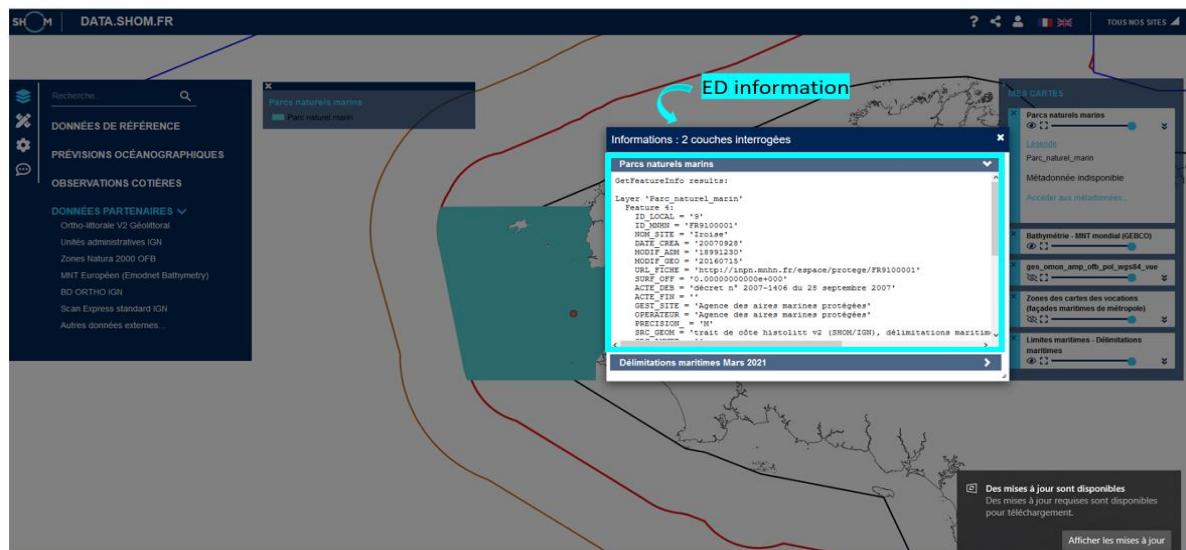 SHOM
DATA.SHOM.FR
?
TOUS NOS SITES
Recherche...
DONNÉES DE RÉFÉRENCE
PRÉVISIONS OCÉANOGRAPHIQUES
OBSERVATIONS COTIÈRES
DONNÉES PARTENAIRES
Ortho-littorale V2 Géolittoral
Unités administratives IGN
Zones Natura 2000 OFB
MNT Européen (Emodnet Bathymetry)
BD ORTHO IGN
Scan Express standard IGN
Autres données externes...
Parcs naturels marins
Parc naturel marin
ED information
Informations : 2 couches interrogées
Parcs naturels marins
GetFeatureInfo results:
Layer 'Parc_naturel_marin'
Feature 4:
ID_LOCAL = '9'
ID_MNHN = 'FR9100001'
NOM_SITE = 'Iroise'
DATE_CREA = '20070928'
MODIF_ADM = '18991230'
MODIF_GEO = '20160715'
URL_FICHE = 'http://inpn.mnhn.fr/espace/protege/FR9100001'
SURF_OFF = '0.00000000000e+000'
ACTE_DEB = 'décret n° 2007-1406 du 28 septembre 2007'
ACTE_FIN = ''
GEST_SITE = 'Agence des aires marines protégées'
OPERATEUR = 'Agence des aires marines protégées'
PRECISION_ = 'M'
SRC_GEOM = 'trait de côte histolitt v2 (SHOM/IGN), délimitations maritim
Délimitations maritimes Mars 2021
MES CARTES
Parcs naturels marins
Légende
Parc_naturel_marin
Métadonnée indisponible
Accéder aux métadonnées...
Bathymétrie - MNT mondial (GEBCO)
ges_omon_amp_ofb_pol_wgs84_vue
Zones des cartes des vocations
(façades maritimes de métropole)
Limites maritimes - Délimitations
maritimes
Des mises à jour sont disponibles
Des mises à jour requises sont disponibles
pour téléchargement.
Afficher les mises à jour